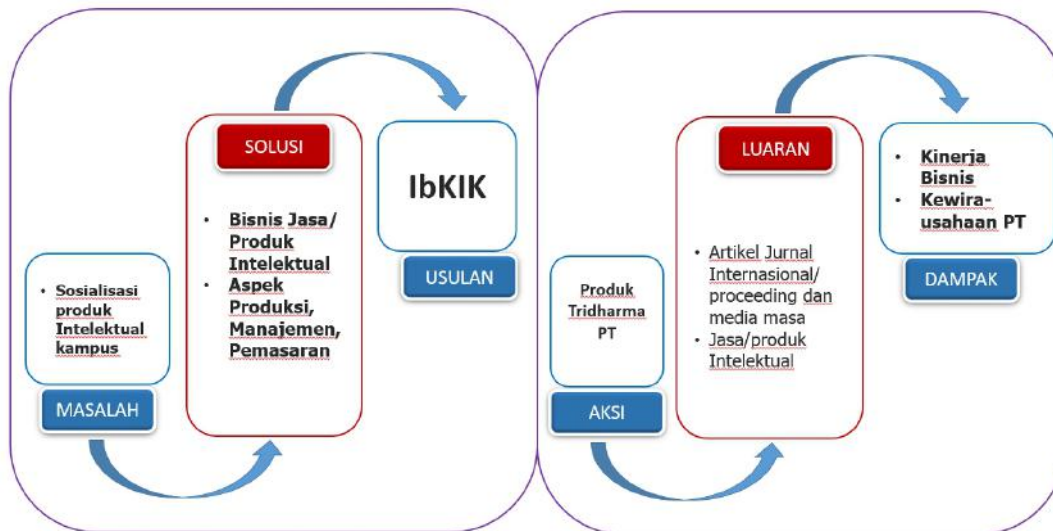 • Sosialisasi
produk
Intelektual
kampus
MASALAH
SOLUSI
• Bisnis Jasa/
Produk
Intelektual
• Aspek
Produksi,
Manajemen,
Pemasaran
IbKIK
USULAN
Produk
Tridharma
PT
AKSI
LUARAN
• Artikel Jurnal
Internasional/
proceeding dan
media masa
• Jasa/produk
Intelektual
• Kinerja
Bisnis
• Kewira-
usahaan PT
DAMPAK